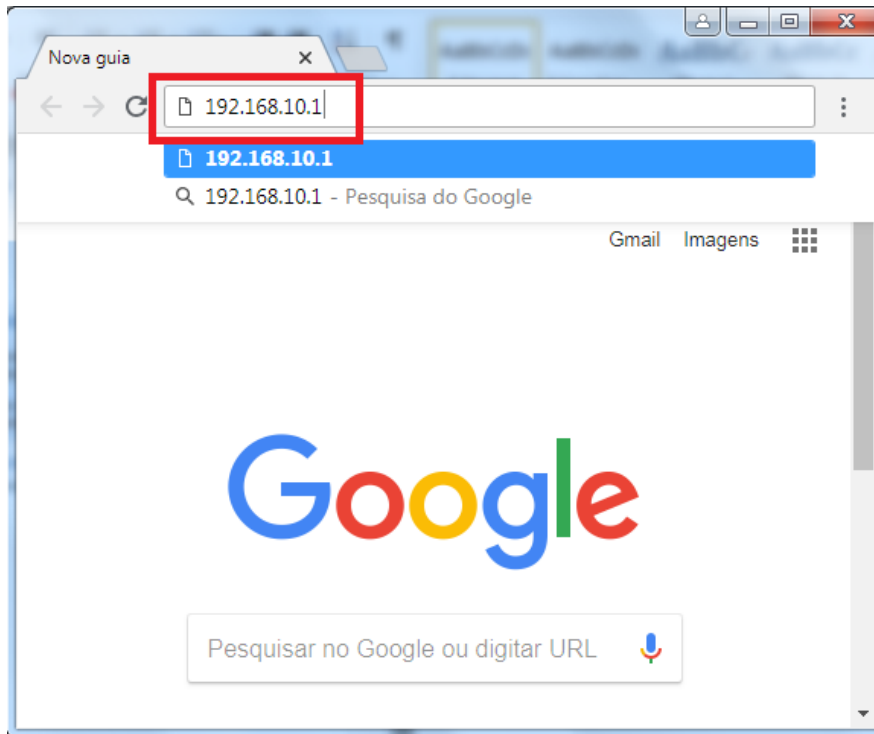 Nova guia
192.168.10.1
192.168.10.1
192.168.10.1 - Pesquisa do Google
Gmail Imagens
Google
Pesquisar no Google ou digitar URL